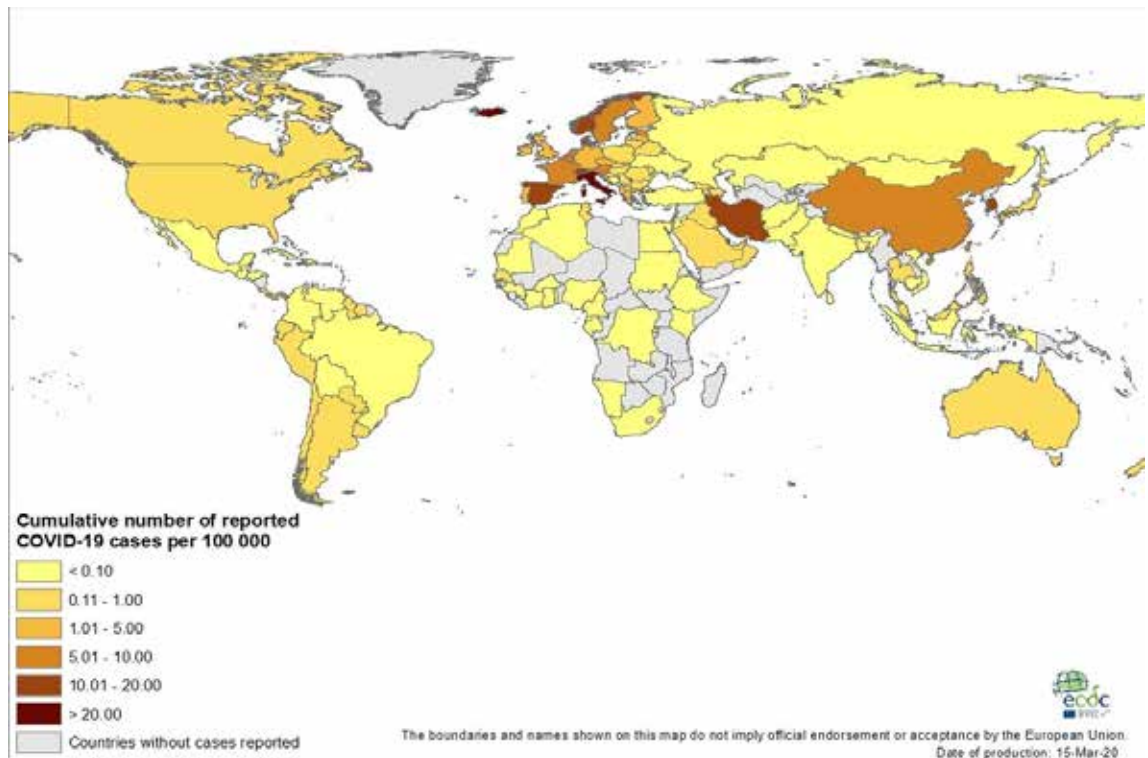 Cumulative number of reported
COVID-19 cases per 100 000
< 0.10
0.11 - 1.00
1.01 - 5.00
5.01 - 10.00
10.01 - 20.00
> 20.00
Countries without cases reported
ecdc
The boundaries and names shown on this map do not imply official endorsement or acceptance by the European Union.
Date of production: 15-Mar-20